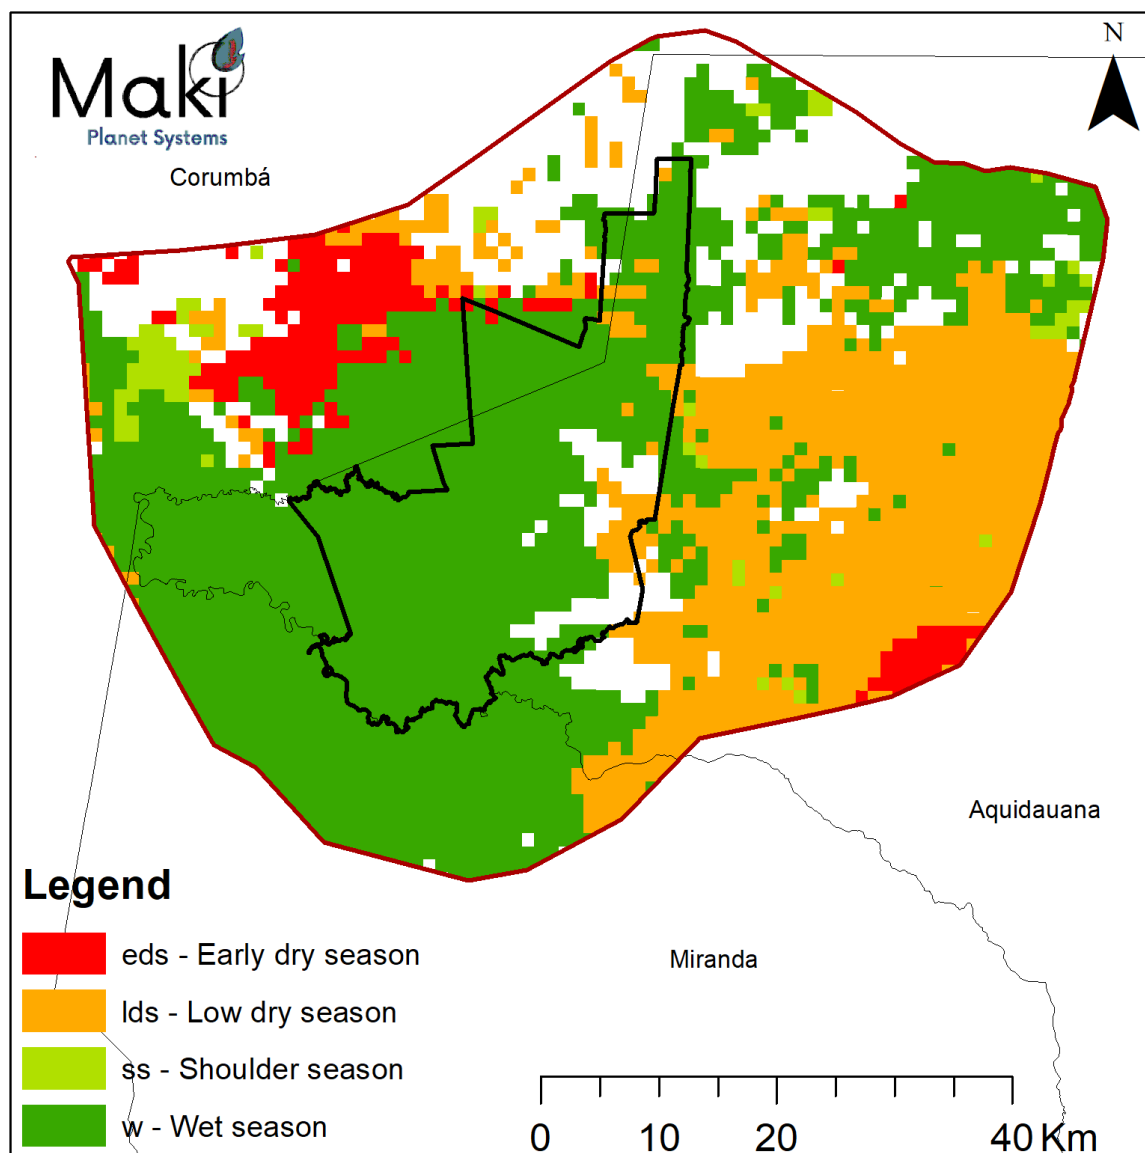 Maki
Planet Systems
N
Corumbá
Aquidauana
Miranda
Legend
eds - Early dry season
lds - Low dry season
ss - Shoulder season
w - Wet season
0 10 20 40 Km